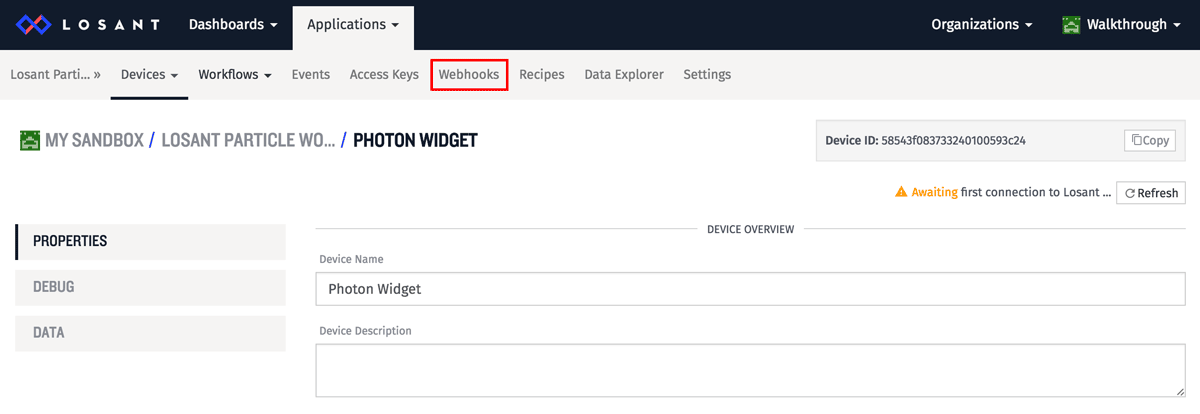 LOSANT Dashboards Applications Organizations Walkthrough
Losant Parti... » Devices Workflows Events Access Keys Webhooks Recipes Data Explorer Settings
MY SANDBOX / LOSANT PARTICLE WO... / PHOTON WIDGET
Device ID: 58543f083733240100593c24 Copy
Awaiting first connection to Losant ... Refresh
PROPERTIES
DEBUG
DATA
DEVICE OVERVIEW
Device Name
Photon Widget
Device Description